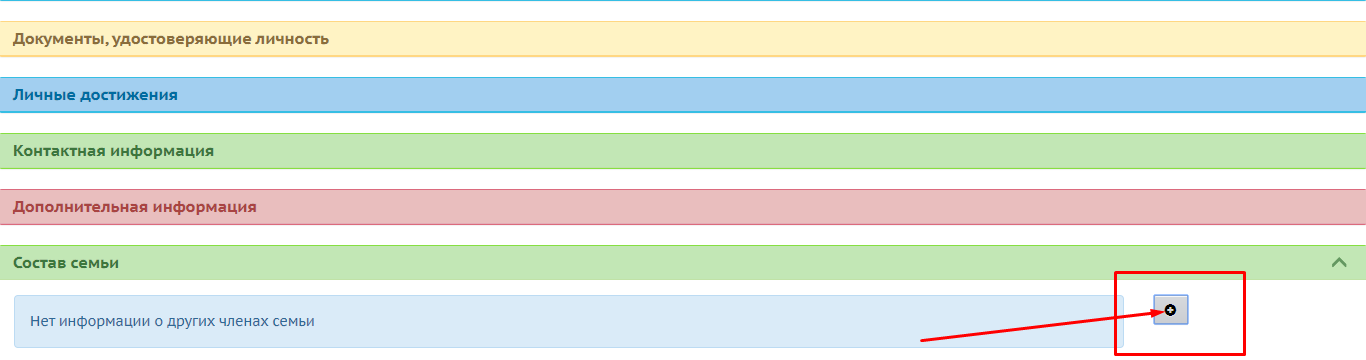 Документы, удостоверяющие личность
Личные достижения
Контактная информация
Дополнительная информация
Состав семьи
Нет информации о других членах семьи